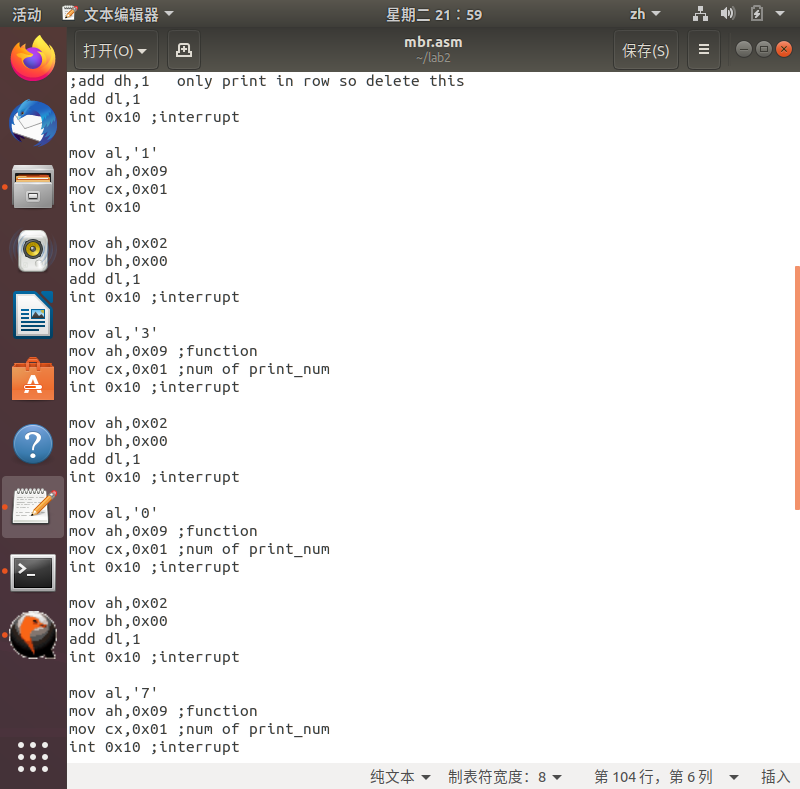 活动 文本编辑器 星期二 21：59 zh
打开(O) mbr.asm 保存(S)
~/lab2
;add dh,1   only print in row so delete this
add dl,1
int 0x10 ;interrupt
mov al,'1'
mov ah,0x09
mov cx,0x01
int 0x10
mov ah,0x02
mov bh,0x00
add dl,1
int 0x10 ;interrupt
mov al,'3'
mov ah,0x09 ;function
mov cx,0x01 ;num of print_num
int 0x10 ;interrupt
mov ah,0x02
mov bh,0x00
add dl,1
int 0x10 ;interrupt
mov al,'0'
mov ah,0x09 ;function
mov cx,0x01 ;num of print_num
int 0x10 ;interrupt
mov ah,0x02
mov bh,0x00
add dl,1
int 0x10 ;interrupt
mov al,'7'
mov ah,0x09 ;function
mov cx,0x01 ;num of print_num
int 0x10 ;interrupt
纯文本 制表符宽度：8 第 104 行，第 6 列 插入